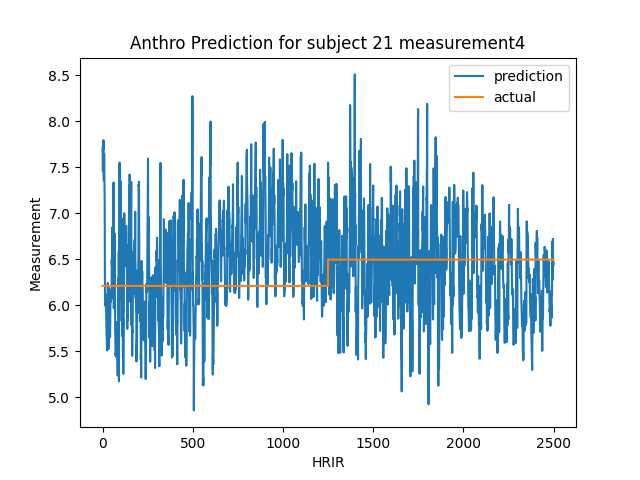 Anthro Prediction for subject 21 measurement4
prediction
actual
8.5
8.0
7.5
7.0
6.5
6.0
5.5
5.0
Measurement
0 500 1000 1500 2000 2500
HRIR